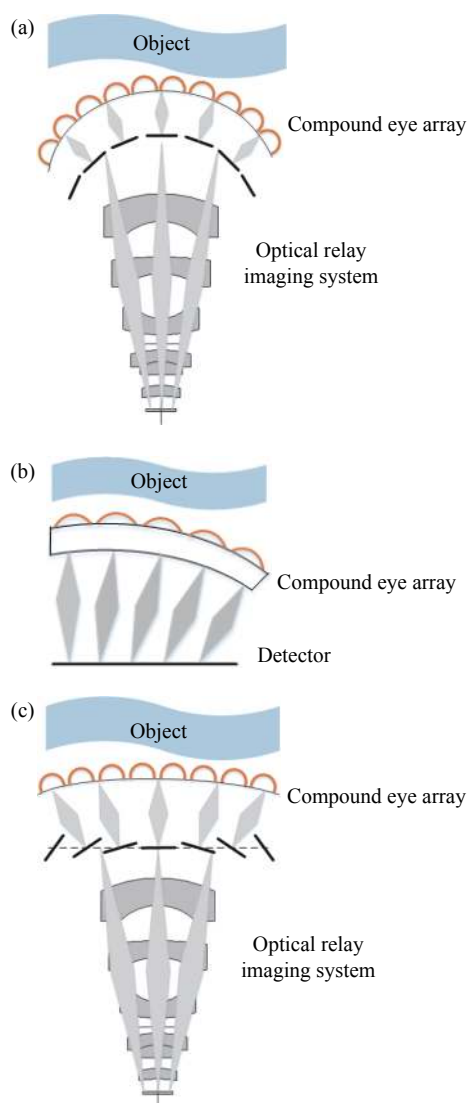 (a)
Object
Compound eye array
Optical relay
imaging system
(b)
Object
Compound eye array
Detector
(c)
Object
Compound eye array
Optical relay
imaging system